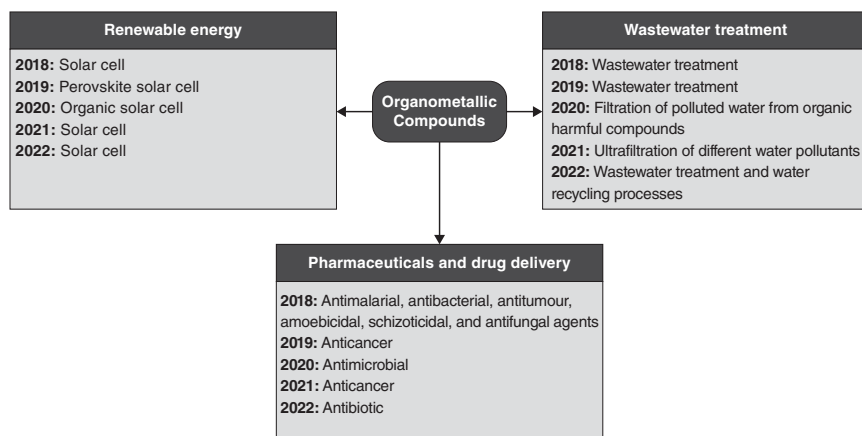 Renewable energy
2018: Solar cell
2019: Perovskite solar cell
2020: Organic solar cell
2021: Solar cell
2022: Solar cell
Organometallic
Compounds
Wastewater treatment
2018: Wastewater treatment
2019: Wastewater treatment
2020: Filtration of polluted water from organic
harmful compounds
2021: Ultrafiltration of different water pollutants
2022: Wastewater treatment and water
recycling processes
Pharmaceuticals and drug delivery
2018: Antimalarial, antibacterial, antitumour,
amoebicidal, schizoticidal, and antifungal agents
2019: Anticancer
2020: Antimicrobial
2021: Anticancer
2022: Antibiotic